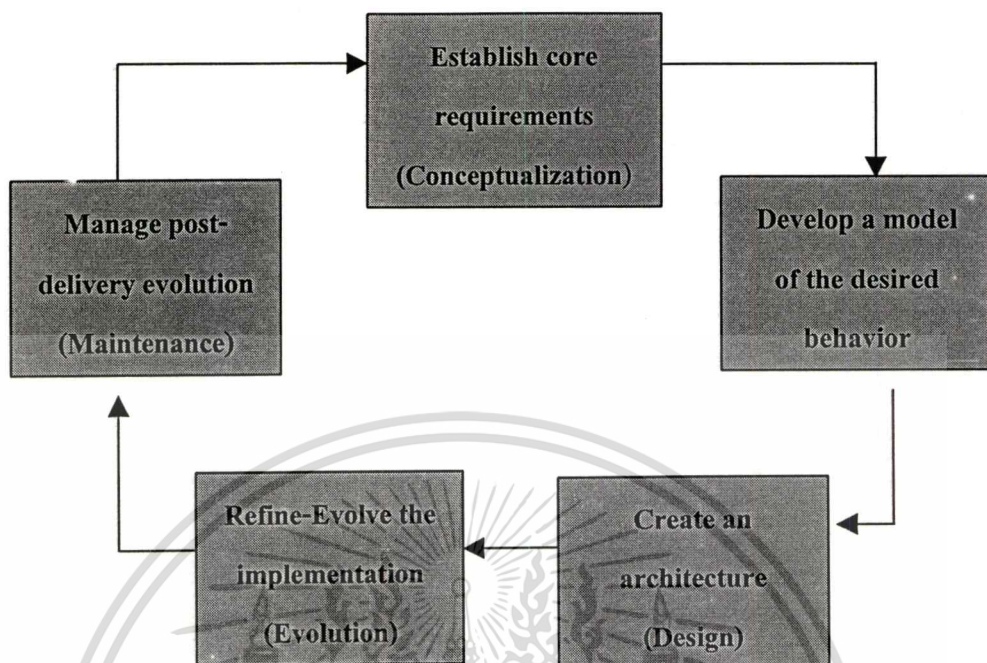 Establish core
requirements
(Conceptualization)
Develop a model
of the desired
behavior
Create an
architecture
(Design)
Refine-Evolve the
implementation
(Evolution)
Manage post-
delivery evolution
(Maintenance)